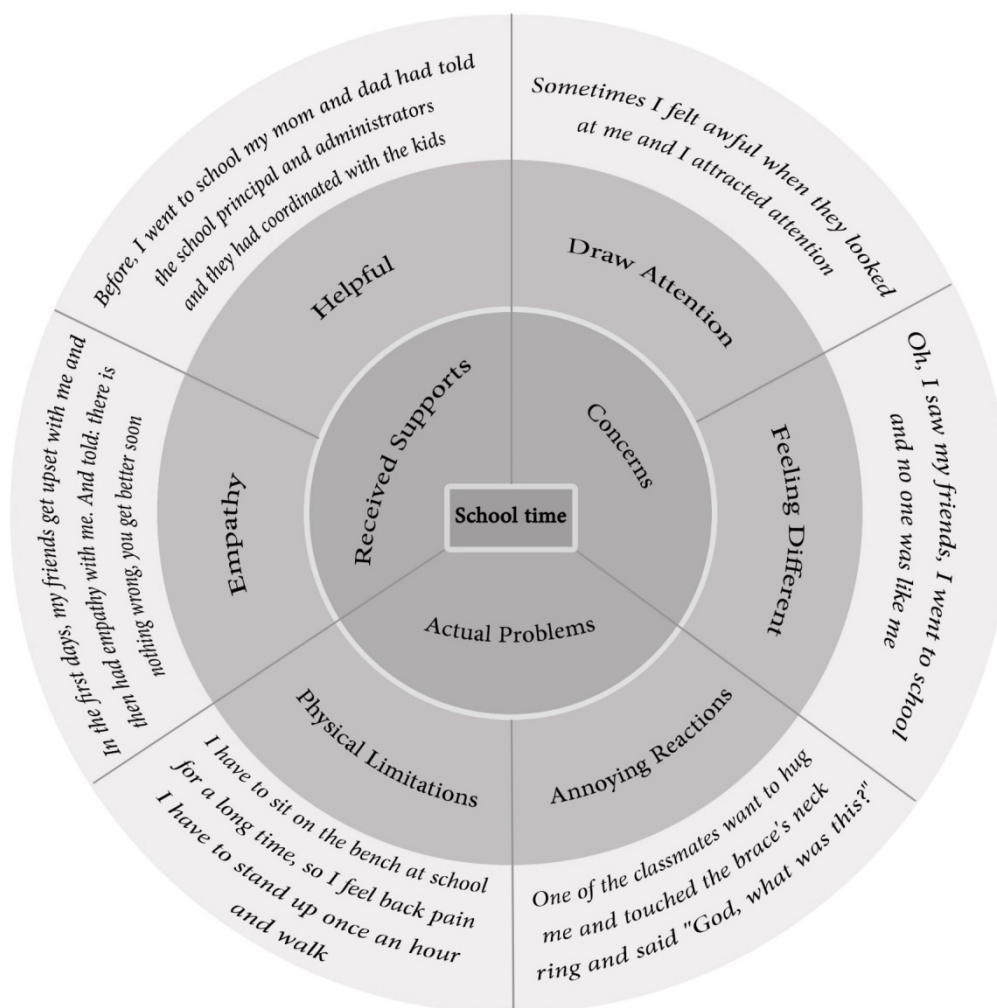 School time
Received Supports
Concerns
Actual Problems
Helpful
Draw Attention
Feeling Different
Annoying Reactions
Physical Limitations
Empathy
Before, I went to school my mom and dad had told
the school principal and administrators
and they had coordinated with the kids
Sometimes I felt awful when they looked
at me and I attracted attention
Oh, I saw my friends, I went to school
and no one was like me
One of the classmates want to hug
me and touched the brace's neck
ring and said "God, what was this?"
I have to sit on the bench at school
for a long time, so I feel back pain
I have to stand up once an hour
and walk
In the first days, my friends get upset with me and
then had empathy with me. And told: there is
nothing wrong, you get better soon